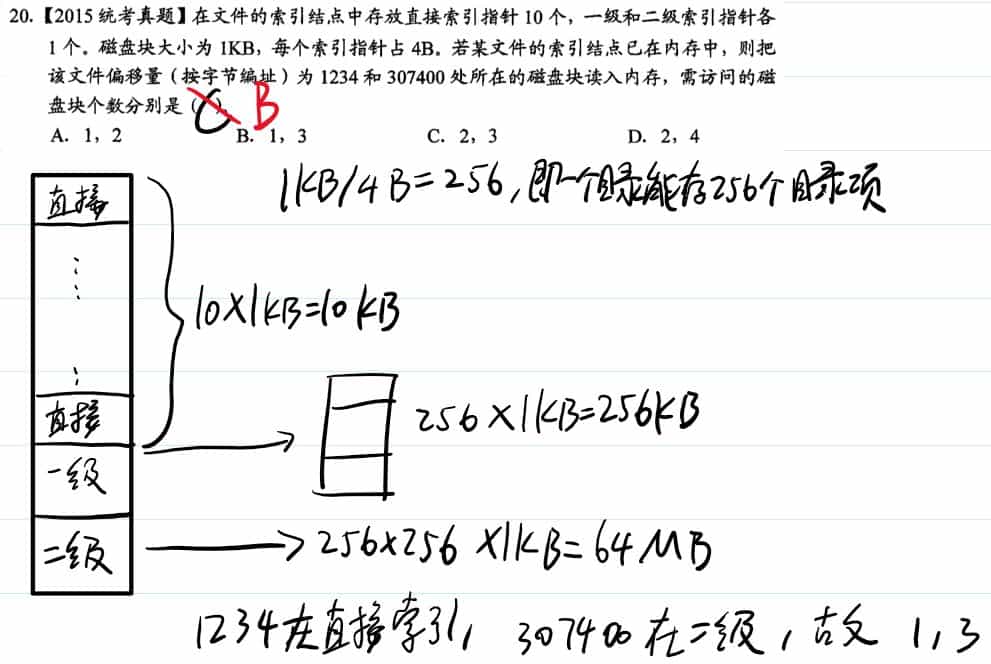 20.【2015 统考真题】在文件的索引结点中存放直接索引指针 10 个，一级和二级索引指针各
1 个。磁盘块大小为 1KB，每个索引指针占 4B。若某文件的索引结点已在内存中，则把
该文件偏移量（按字节编址）为 1234 和 307400 处所在的磁盘块读入内存，需访问的磁
盘块个数分别是（C）。B
A. 1，2 B. 1，3 C. 2，3 D. 2，4
1KB/4B=256，即一个目录能存256个目录项
直接
10X1KB=10KB
直接
256X1KB=256KB
一级
二级
256x256 X1KB=64MB
1234在直接索引，307400在二级，故 1，3